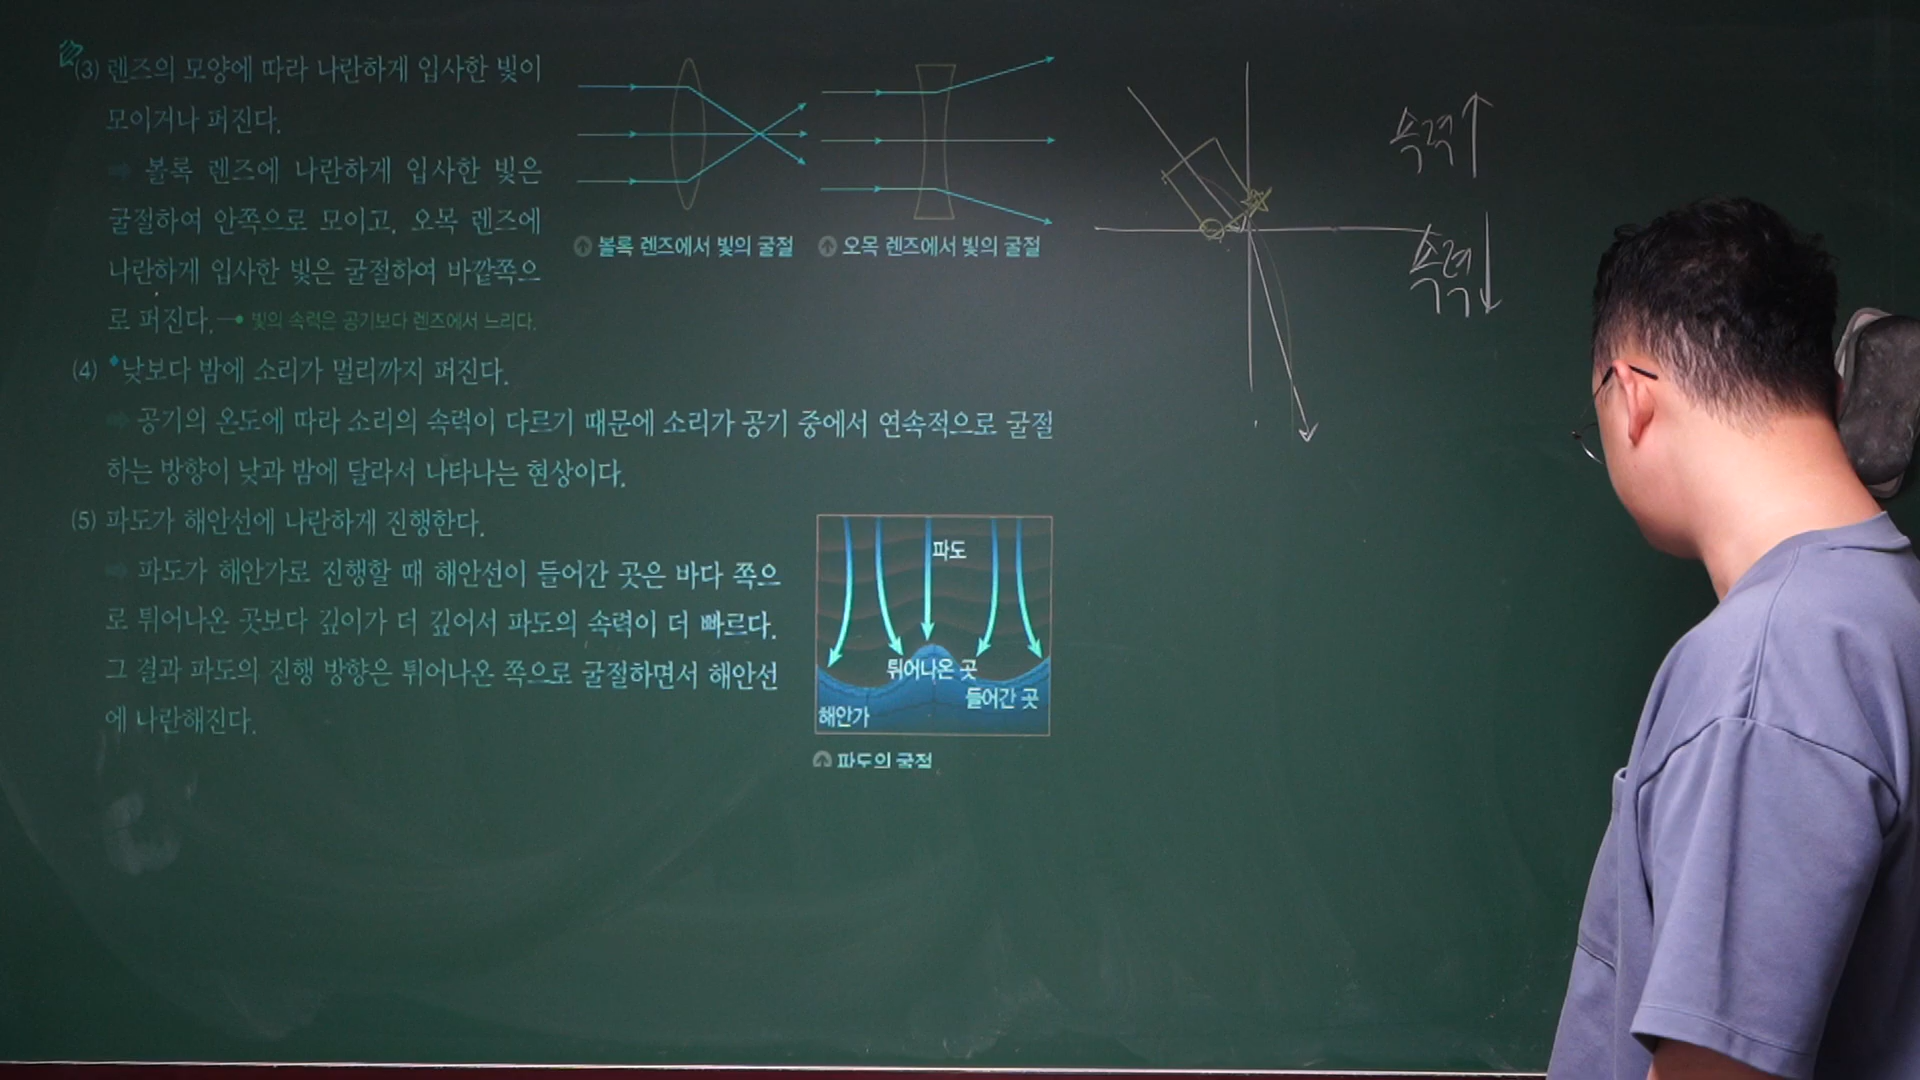 (3) 렌즈의 모양에 따라 나란하게 입사한 빛이
모이거나 퍼진다.
➡ 볼록 렌즈에 나란하게 입사한 빛은
굴절하여 안쪽으로 모이고, 오목 렌즈에
나란하게 입사한 빛은 굴절하여 바깥쪽으
로 퍼진다. 빛의 속력은 공기보다 렌즈에서 느리다.
볼록 렌즈에서 빛의 굴절
오목 렌즈에서 빛의 굴절
(4) 낮보다 밤에 소리가 멀리까지 퍼진다.
➡ 공기의 온도에 따라 소리의 속력이 다르기 때문에 소리가 공기 중에서 연속적으로 굴절
하는 방향이 낮과 밤에 달라서 나타나는 현상이다.
(5) 파도가 해안선에 나란하게 진행한다.
➡ 파도가 해안가로 진행할 때 해안선이 들어간 곳은 바다 쪽으
로 튀어나온 곳보다 깊이가 더 깊어서 파도의 속력이 더 빠르다.
그 결과 파도의 진행 방향은 튀어나온 쪽으로 굴절하면서 해안선
에 나란해진다.
파도
튀어나온 곳
들어간 곳
해안가
파도의 굴절
속력↑
속력↓